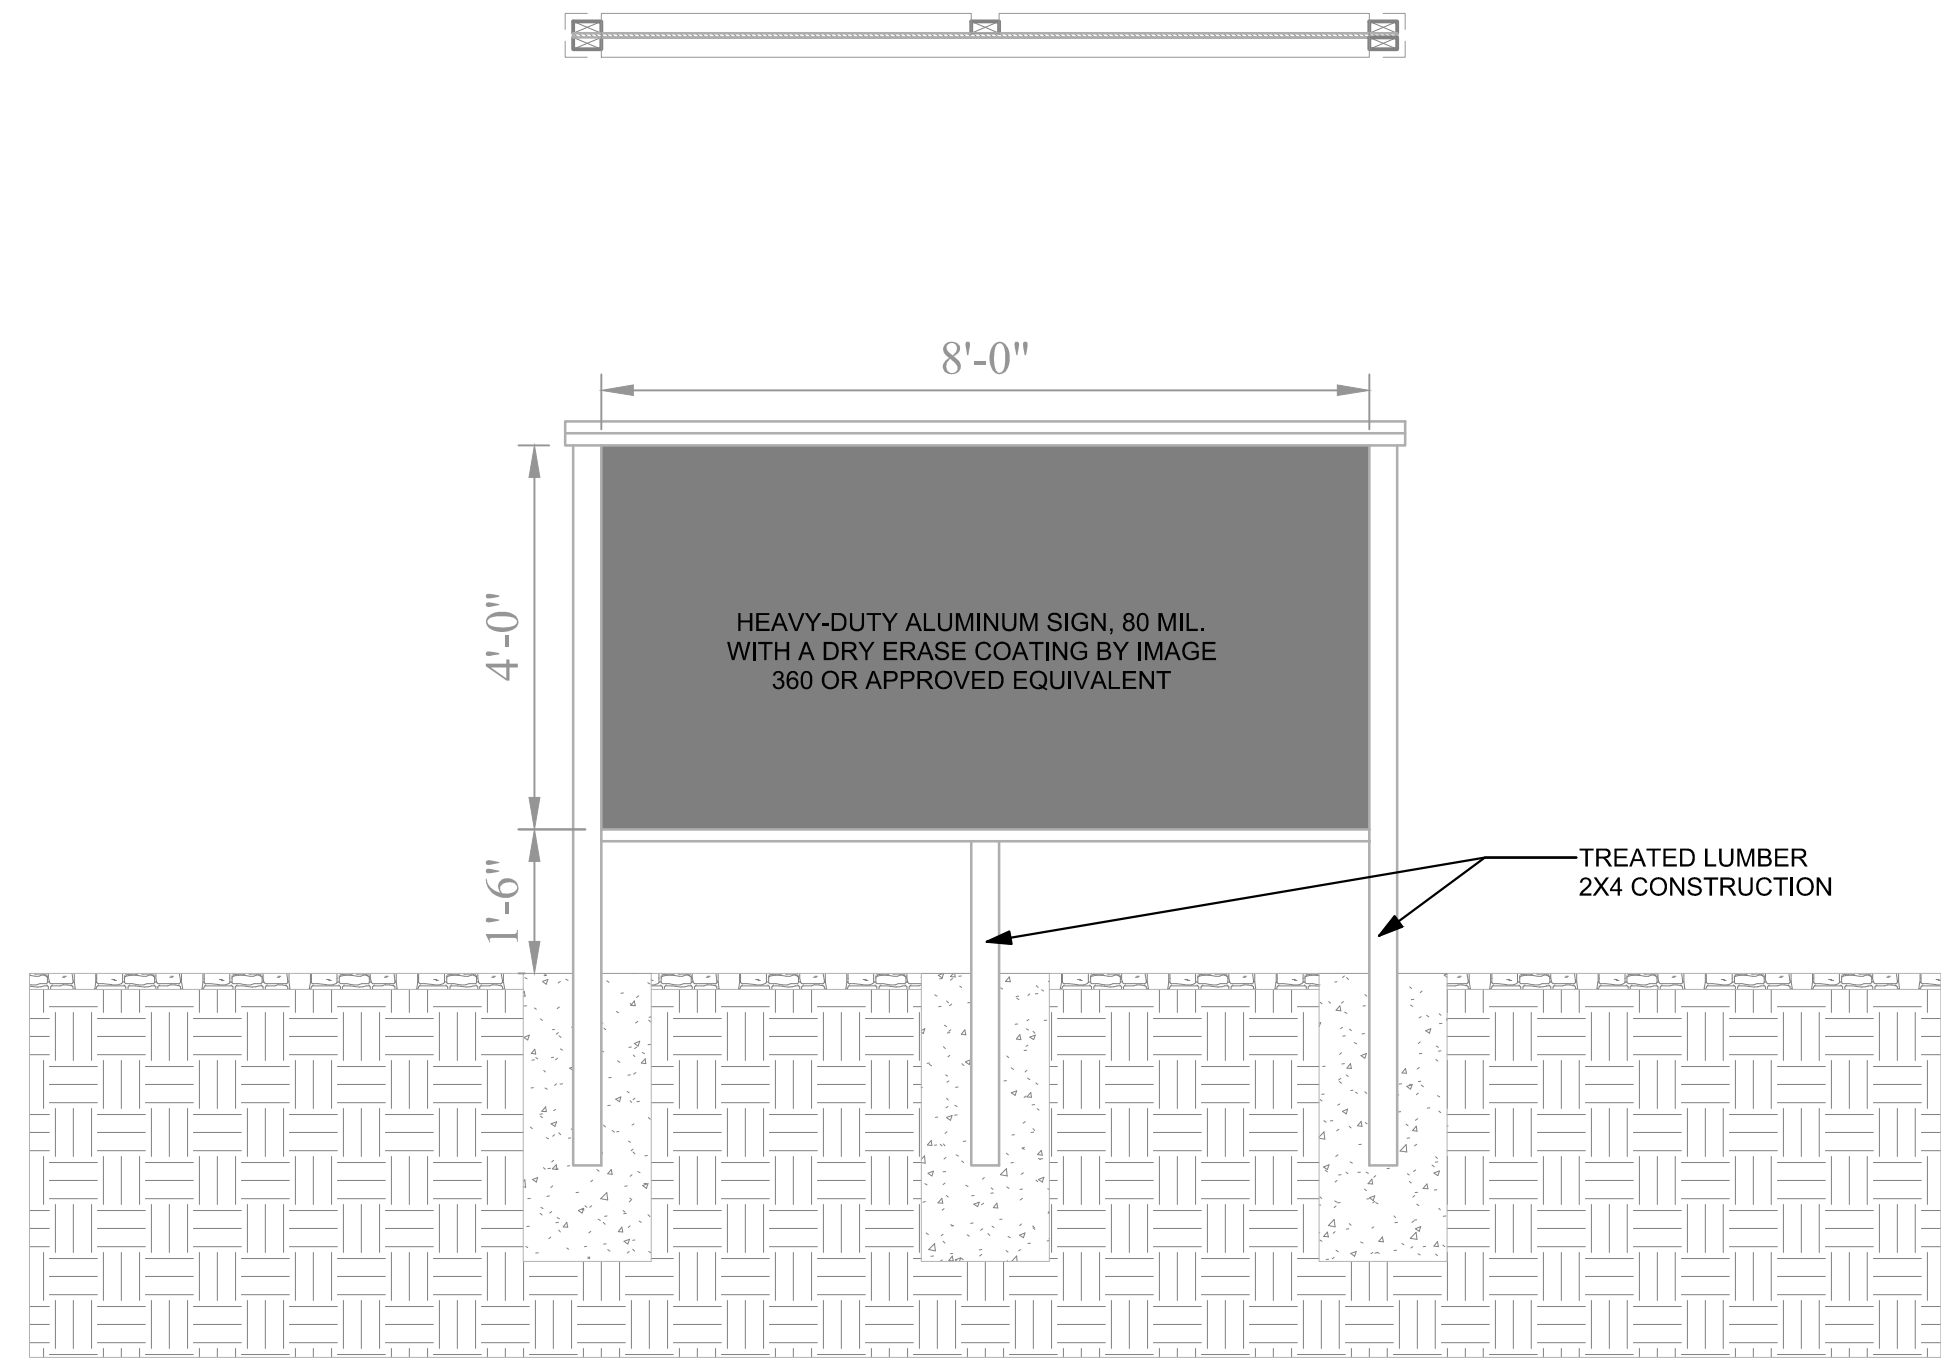 8'-0"
4'-0"
HEAVY-DUTY ALUMINUM SIGN, 80 MIL.
WITH A DRY ERASE COATING BY IMAGE
360 OR APPROVED EQUIVALENT
1'-6"
TREATED LUMBER
2X4 CONSTRUCTION